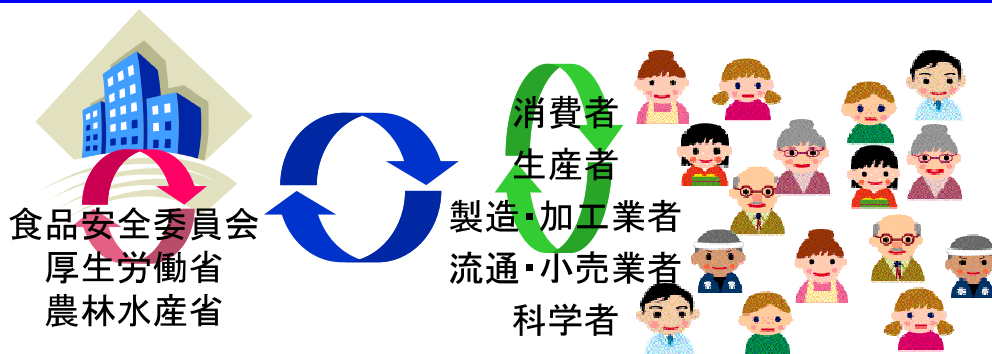 食品安全委員会
厚生労働省
農林水産省
消費者
生産者
製造・加工業者
流通・小売業者
科学者